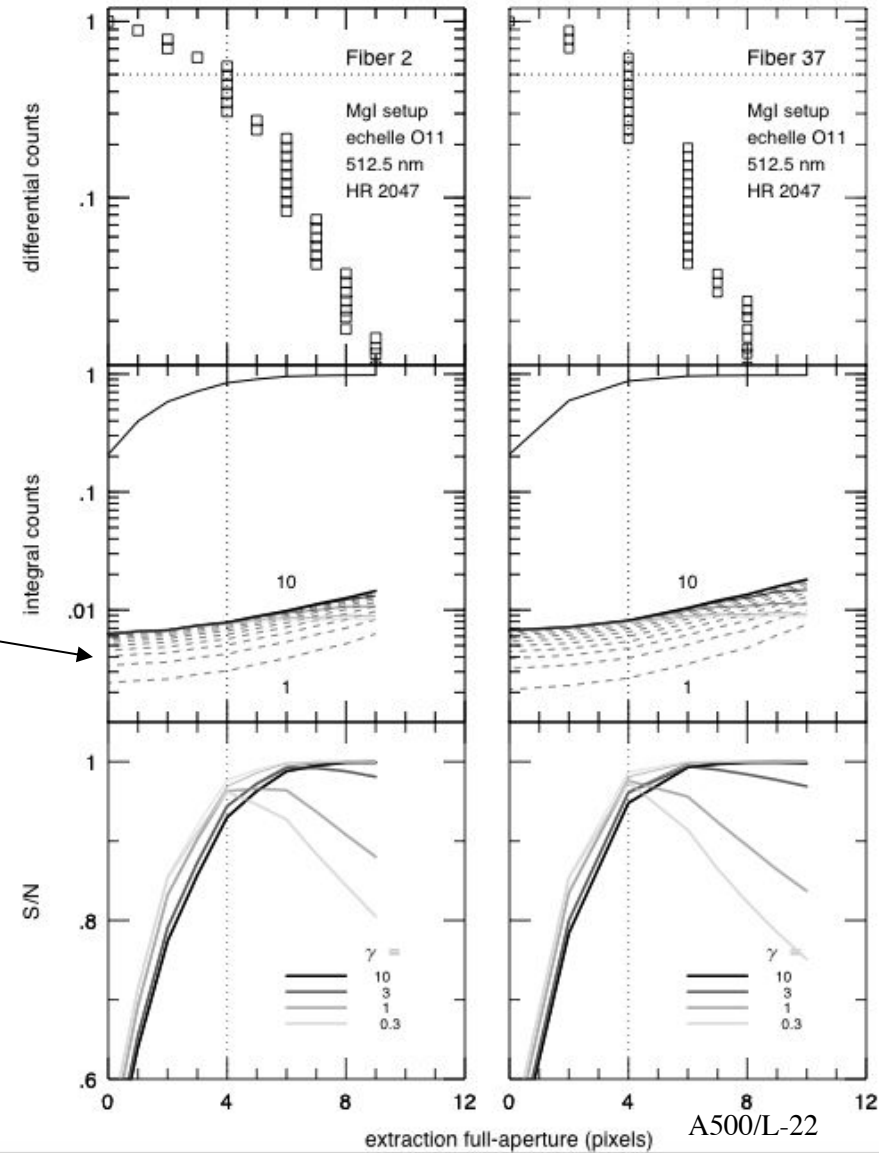 differential counts
1
.1
Fiber 2
MgI setup
echelle O11
512.5 nm
HR 2047
Fiber 37
MgI setup
echelle O11
512.5 nm
HR 2047
integral counts
1
.1
.01
10
1
10
1
S/N
1
.8
.6
γ =
10
3
1
0.3
γ =
10
3
1
0.3
0 4 8 12
0 4 8 12
extraction full-aperture (pixels)
A500/L-22